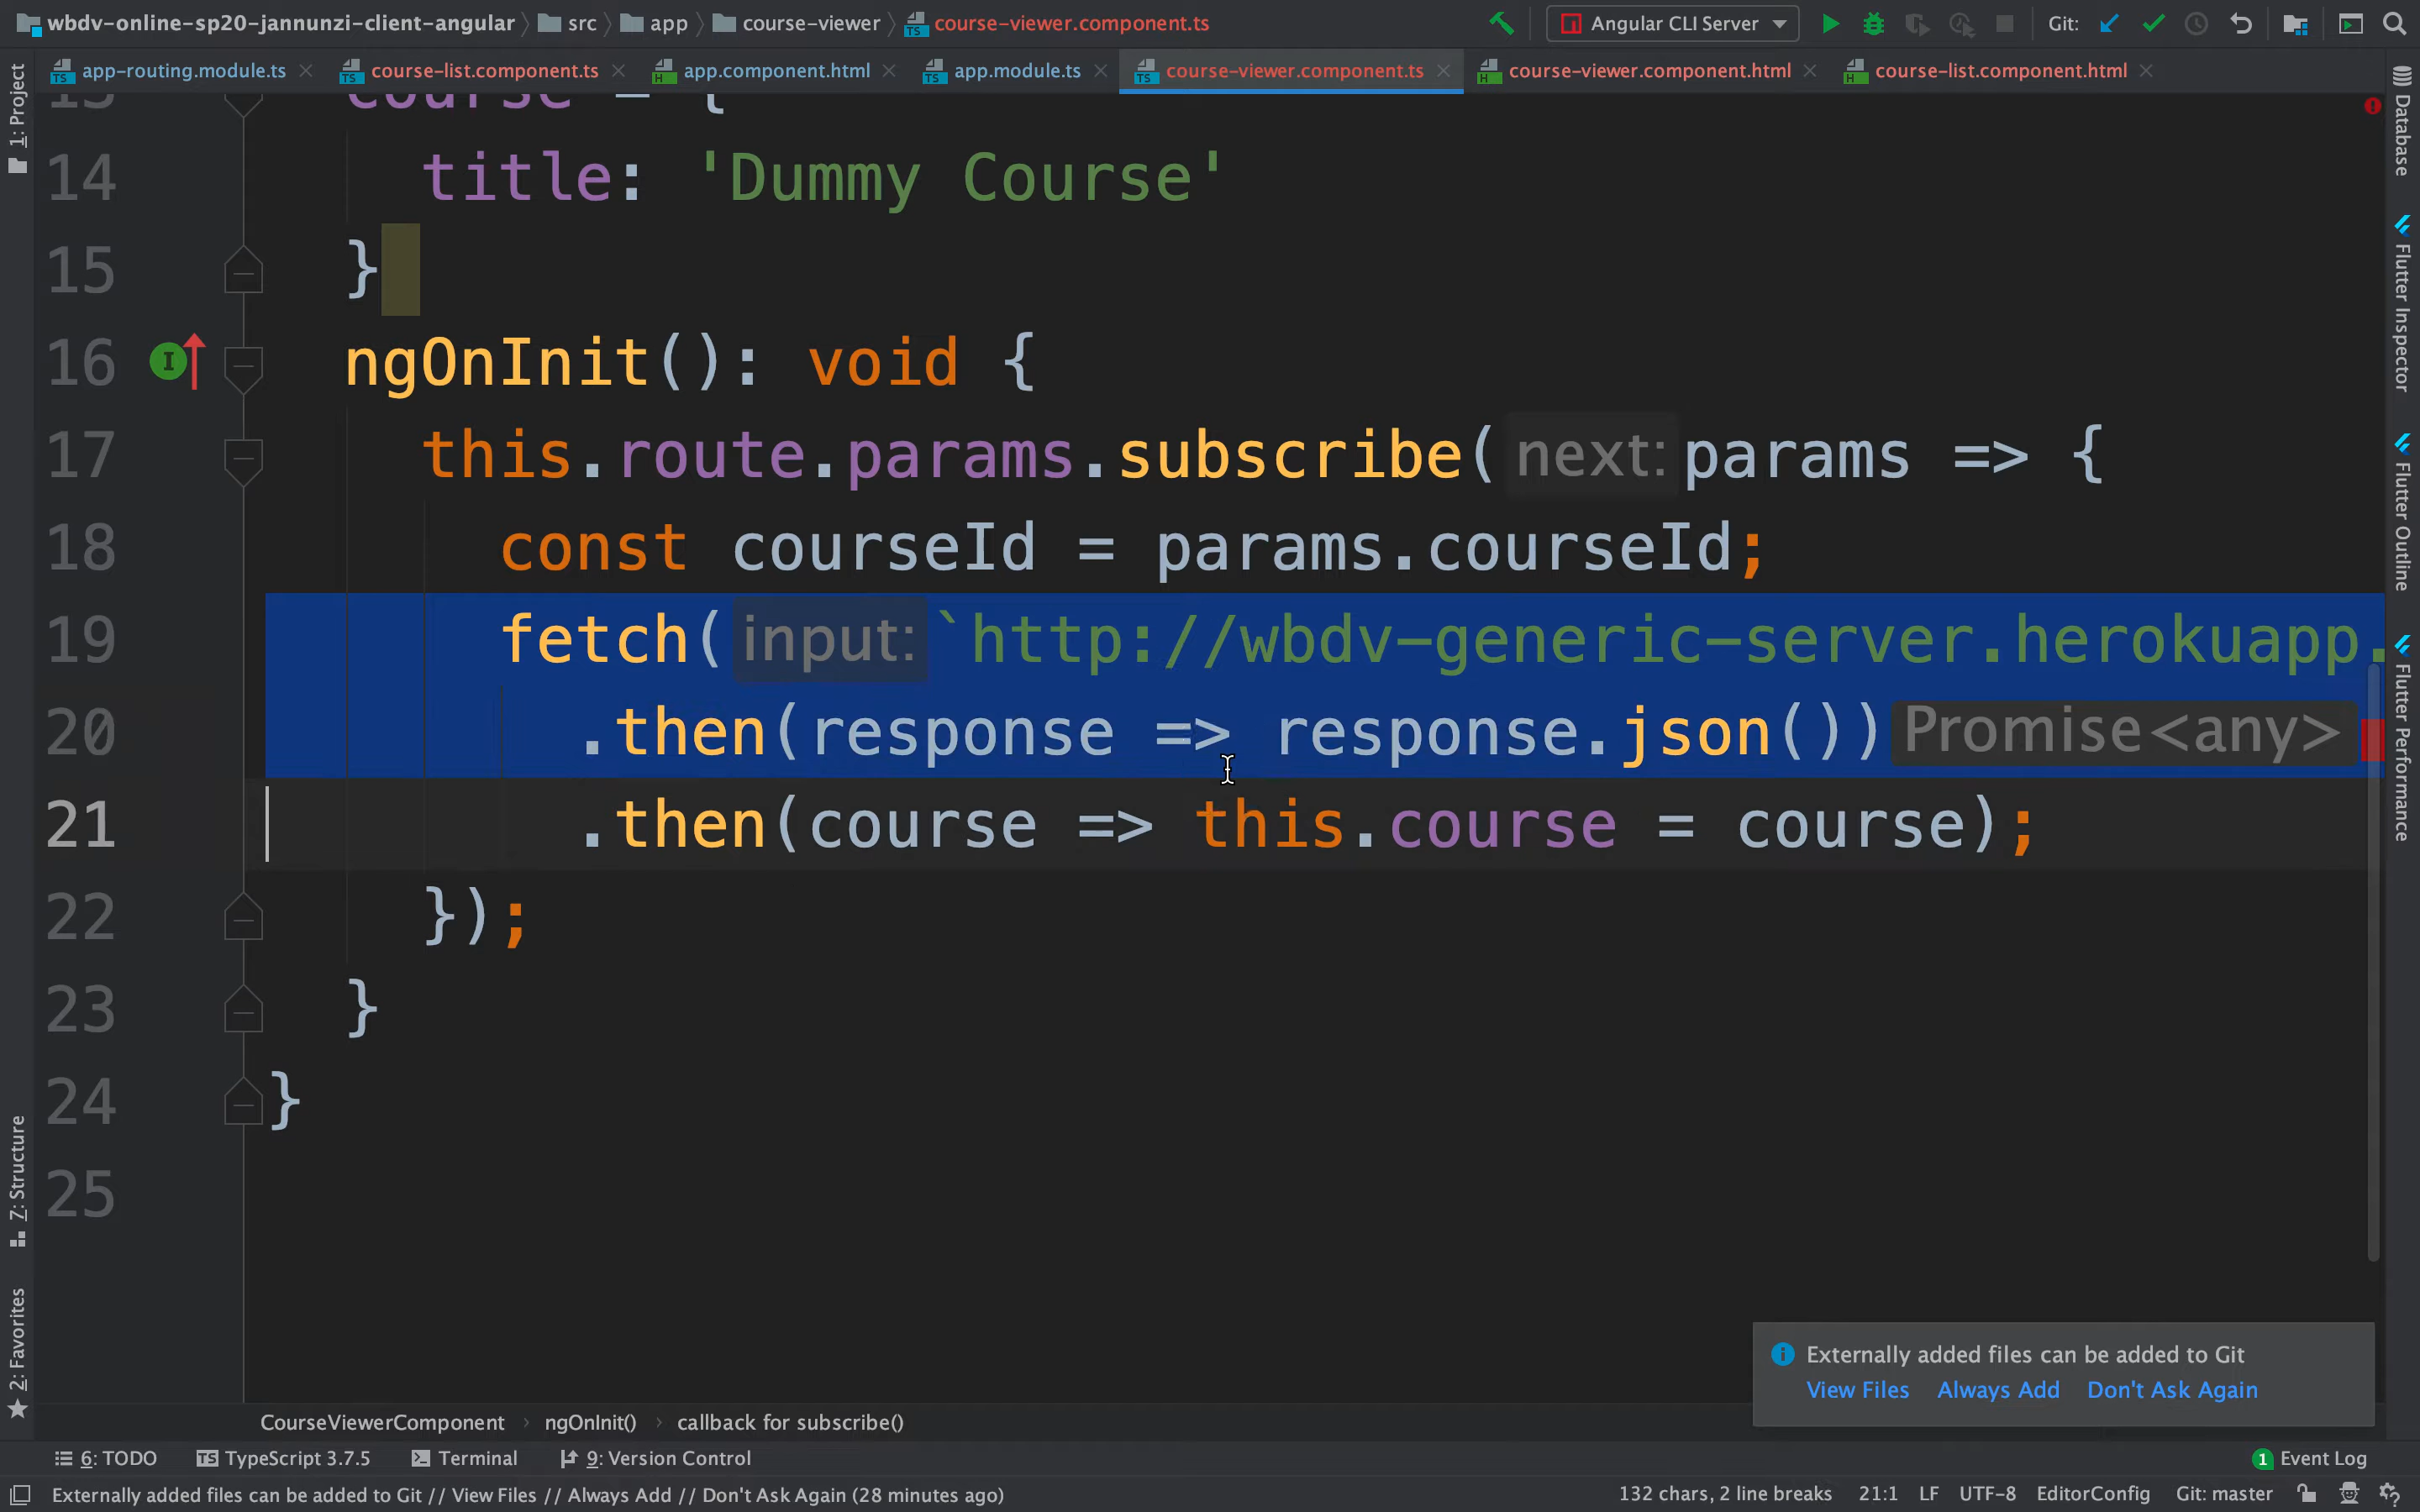 wbdv-online-sp20-jannunzi-client-angular src app course-viewer course-viewer.component.ts Angular CLI Server Git:
app-routing.module.ts course-list.component.ts app.component.html app.module.ts course-viewer.component.ts course-viewer.component.html course-list.component.html
1: Project
7: Structure
2: Favorites
13 course = {
14 title: 'Dummy Course'
15 }
16 ngOnInit(): void {
17 this.route.params.subscribe( next: params => {
18 const courseId = params.courseId;
19 fetch( input: `http://wbdv-generic-server.herokuapp.
20 .then(response => response.json()) Promise<any>
21 .then(course => this.course = course);
22 });
23 }
24 }
25
Database
Flutter Inspector
Flutter Outline
Flutter Performance
Externally added files can be added to Git
View Files Always Add Don't Ask Again
CourseViewerComponent ngOnInit() callback for subscribe()
6: TODO TypeScript 3.7.5 Terminal 9: Version Control 1 Event Log
Externally added files can be added to Git // View Files // Always Add // Don't Ask Again (28 minutes ago) 132 chars, 2 line breaks 21:1 LF UTF-8 EditorConfig Git: master